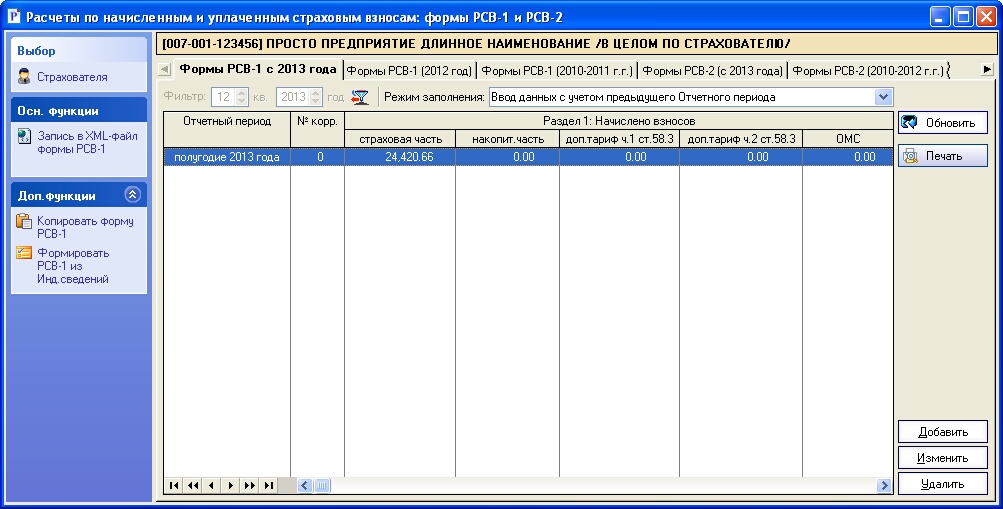 Расчеты по начисленным и уплаченным страховым взносам: формы РСВ-1 и РСВ-2
Выбор
Страхователя
Осн. функции
Запись в XML-файл
формы РСВ-1
Доп.функции
Копировать форму
РСВ-1
Формировать
РСВ-1 из
Инд.сведений
[007-001-123456] ПРОСТО ПРЕДПРИЯТИЕ ДЛИННОЕ НАИМЕНОВАНИЕ /В ЦЕЛОМ ПО СТРАХОВАТЕЛЮ/
Формы РСВ-1 с 2013 года Формы РСВ-1 (2012 год) Формы РСВ-1 (2010-2011 г.г.) Формы РСВ-2 (с 2013 года) Формы РСВ-2 (2010-2012 г.г.)
Фильтр: 12 кв. 2013 год Режим заполнения: Ввод данных с учетом предыдущего Отчетного периода
Отчетный период № корр. Раздел 1: Начислено взносов
страховая часть накопит.часть доп.тариф ч.1 ст.58.3 доп.тариф ч.2 ст.58.3 ОМС
полугодие 2013 года 0 24,420.66 0.00 0.00 0.00 0.00
Обновить
Печать
Добавить
Изменить
Удалить